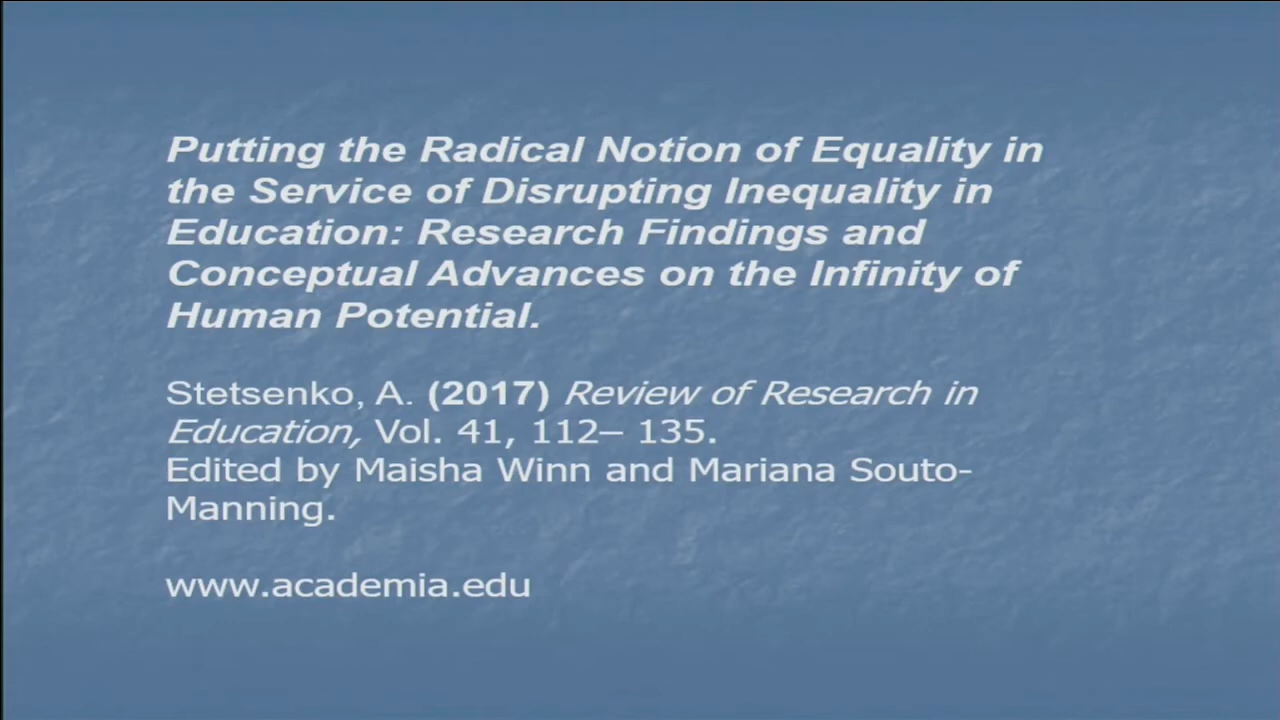 Putting the Radical Notion of Equality in
the Service of Disrupting Inequality in
Education: Research Findings and
Conceptual Advances on the Infinity of
Human Potential.
Stetsenko, A. (2017) Review of Research in
Education, Vol. 41, 112– 135.
Edited by Maisha Winn and Mariana Souto-
Manning.
www.academia.edu